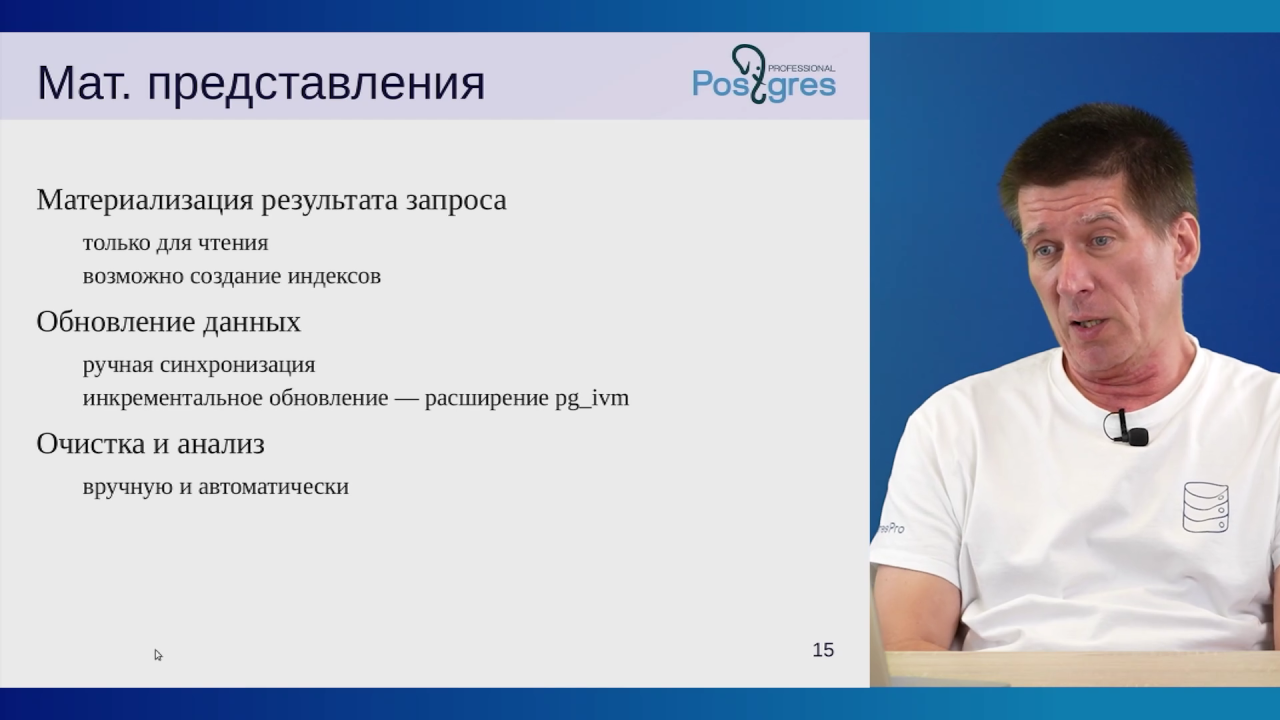 Мат. представления
PROFESSIONAL
Postgres
Материализация результата запроса
только для чтения
возможно создание индексов
Обновление данных
ручная синхронизация
инкрементальное обновление — расширение pg_ivm
Очистка и анализ
вручную и автоматически
15